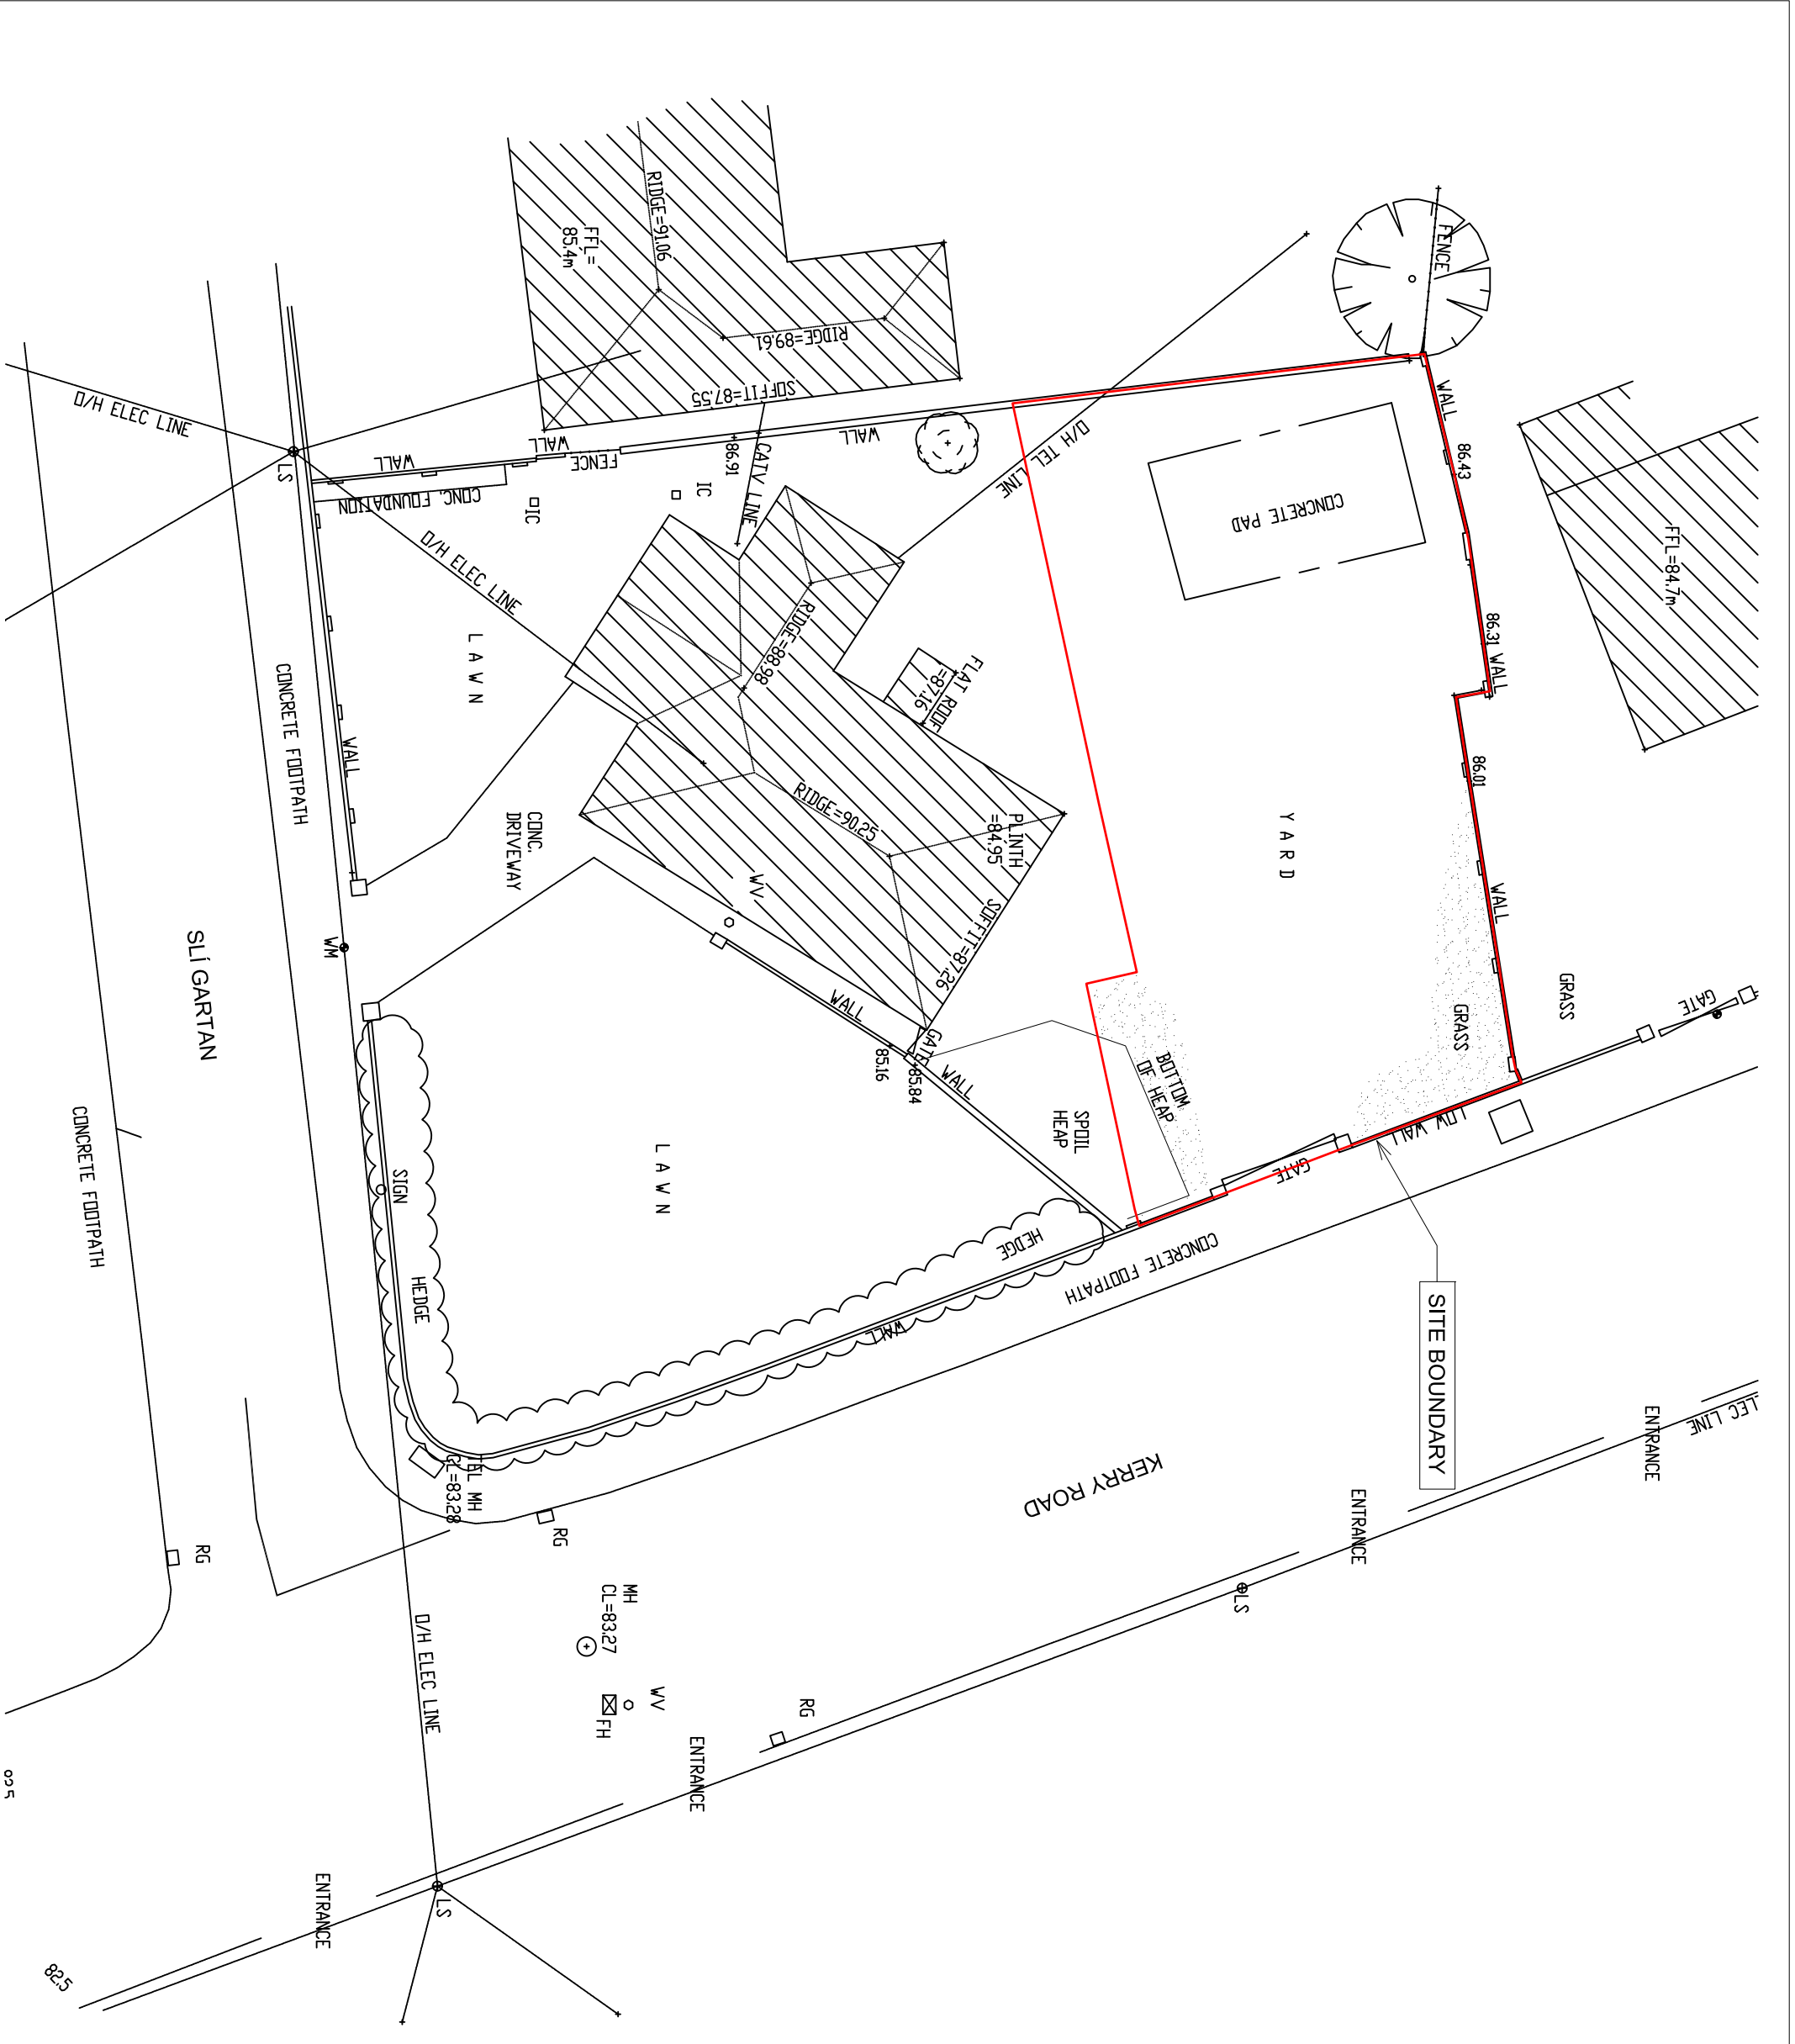 FENCE
WALL
86.43
RIDGE=91.06
FFL=
85.4m
RIDGE=89.61
SOFFIT=87.55
O/H ELEC LINE
LS
WALL
WALL
FENCE
86.91
CATV LINE
WALL
O/H TEL LINE
CONCRETE PAD
FFL=84.7m
CONC. FOUNDATION
IC
IC
O/H ELEC LINE
LAWN
CONCRETE FOOTPATH
WALL
RIDGE=88.98
FLAT ROOF
=87.16
86.31
WALL
86.01
RIDGE=90.25
PLINTH
=84.95
YARD
CONC.
DRIVEWAY
WV
SOFFIT=87.26
WALL
GRASS
GRASS
GATE
SLÍ GARTAN
WM
WALL
GATE
85.16
85.84
WALL
BOTTOM
OF HEAP
SPOIL
HEAP
LOW WALL
GATE
CONCRETE FOOTPATH
SIGN
LAWN
HEDGE
HEDGE
CONCRETE FOOTPATH
WALL
SITE BOUNDARY
TEL MH
CL=83.28
RG
RG
KERRY ROAD
ENTRANCE
LEC LINE
ENTRANCE
LS
MH
CL=83.27
O/H ELEC LINE
WV
FH
RG
ENTRANCE
82.5
ENTRANCE
LS
82.5